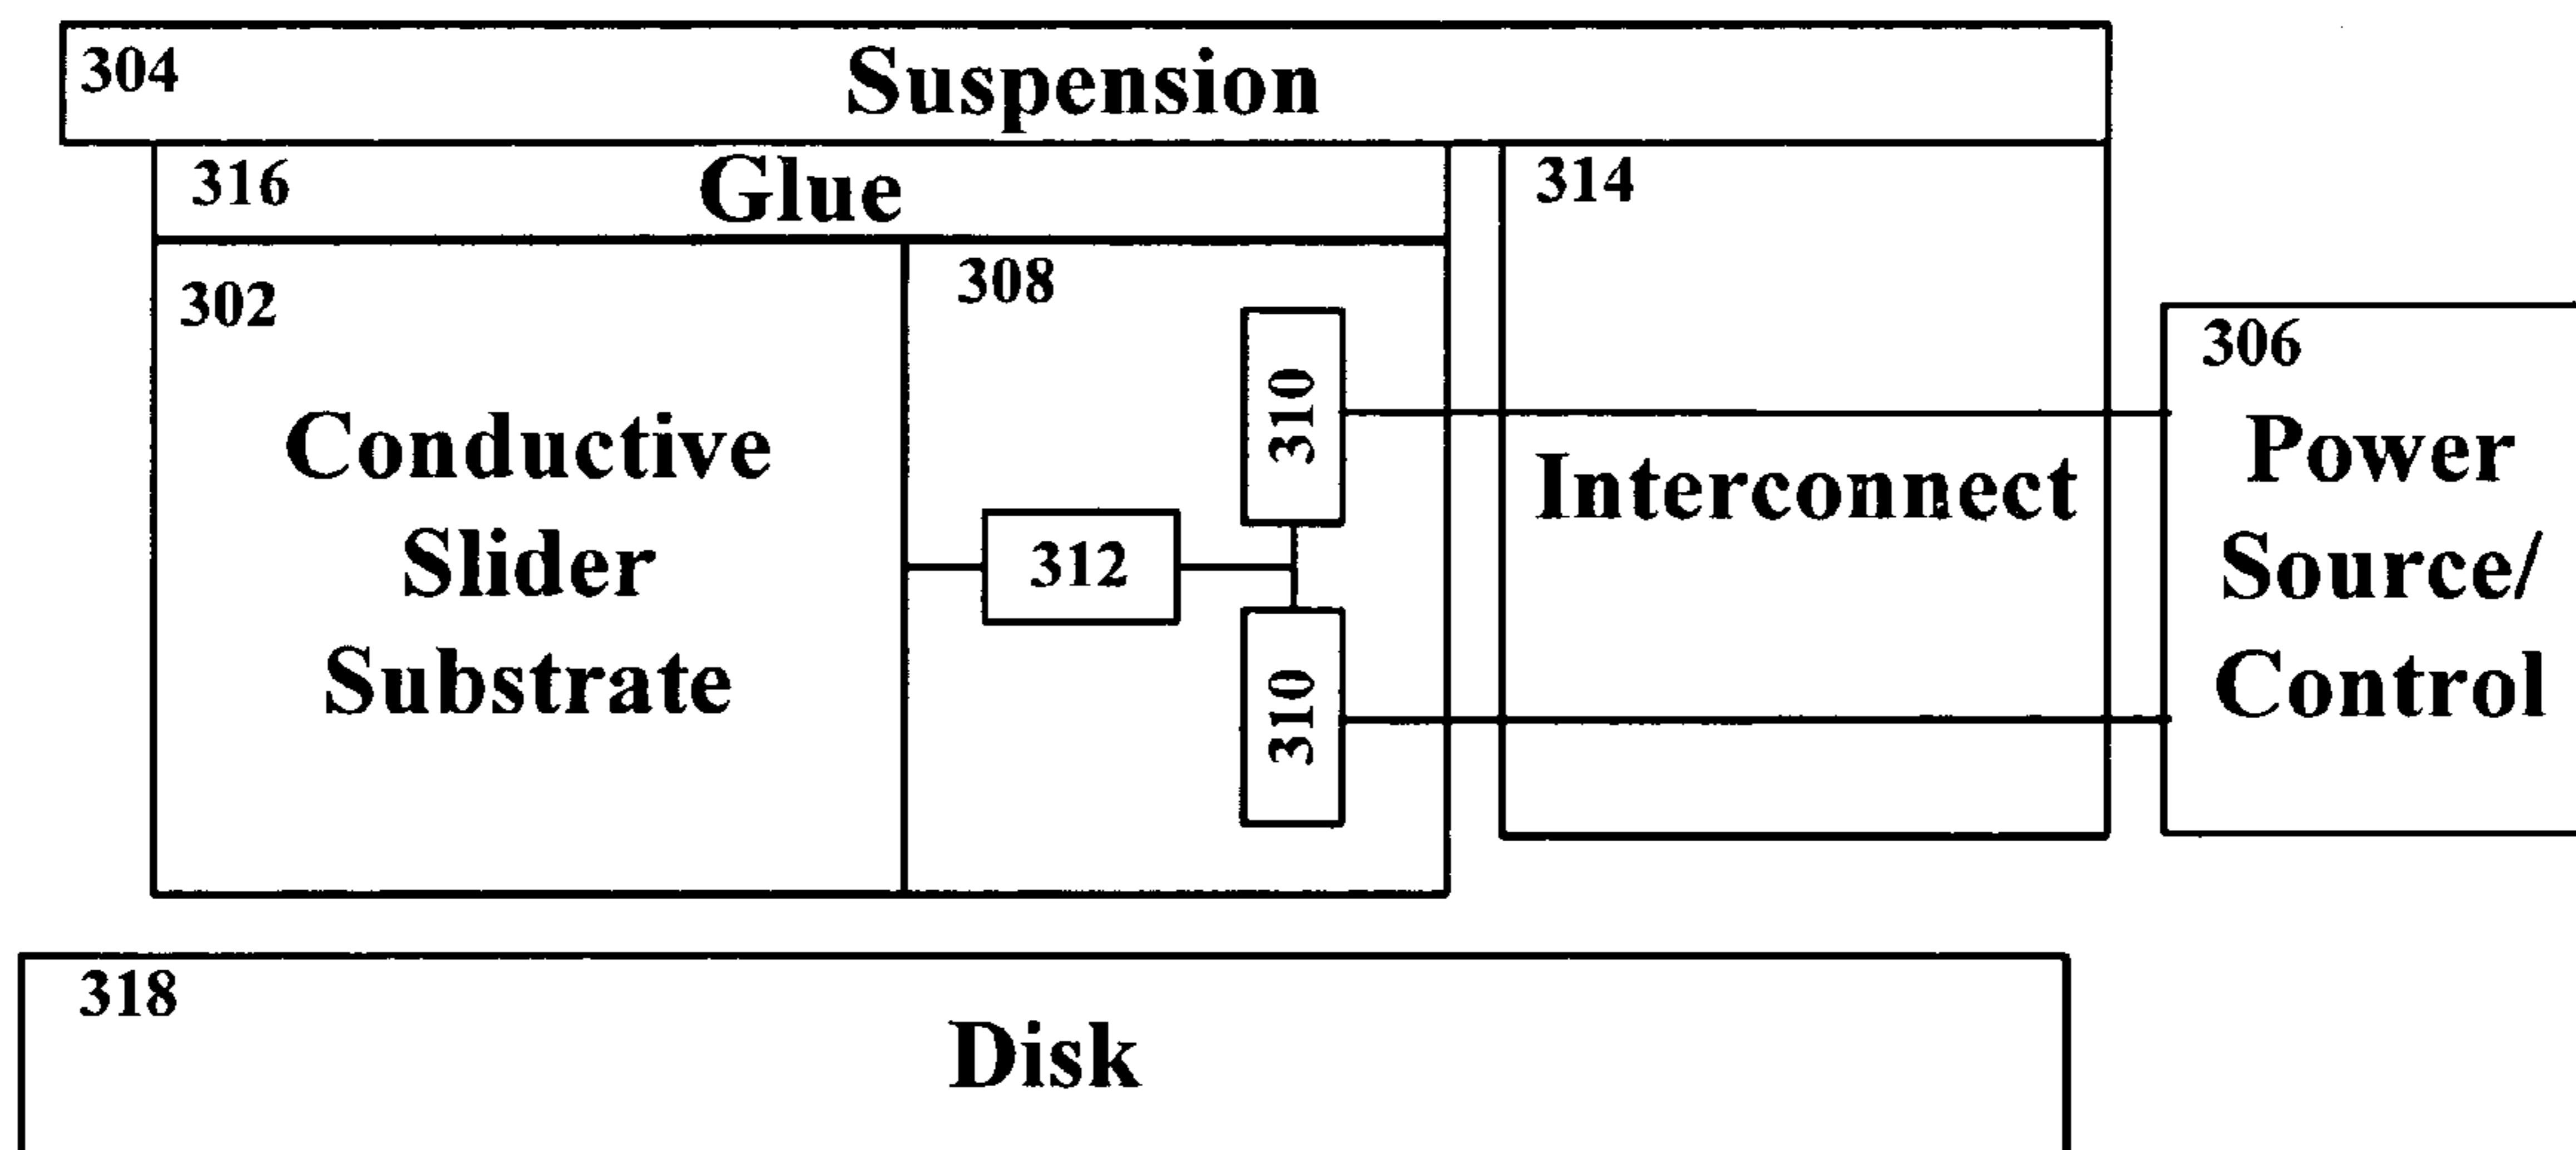 304
Suspension
316
Glue
314
302
308
306
310
Conductive
Slider
Substrate
312
310
Interconnect
Power
Source/
Control
318
Disk